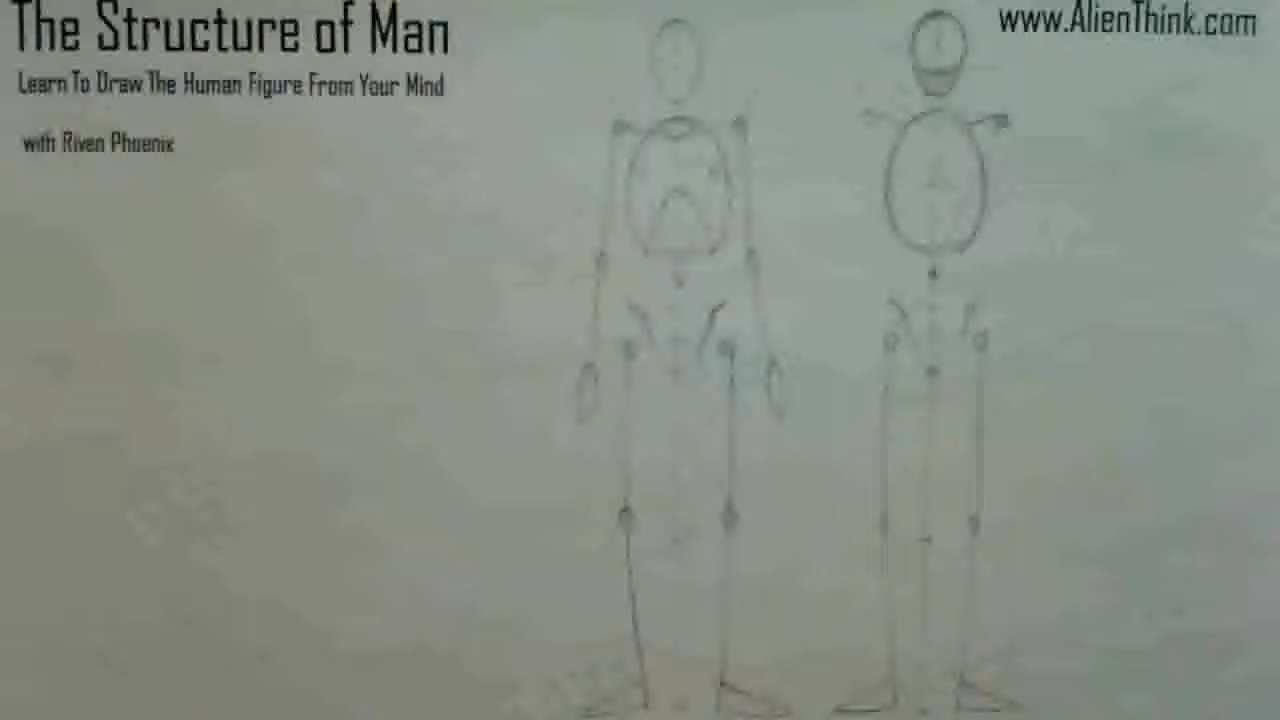 The Structure of Man
www.AlienThink.com
Learn To Draw The Human Figure From Your Mind
with Riven Phoenix